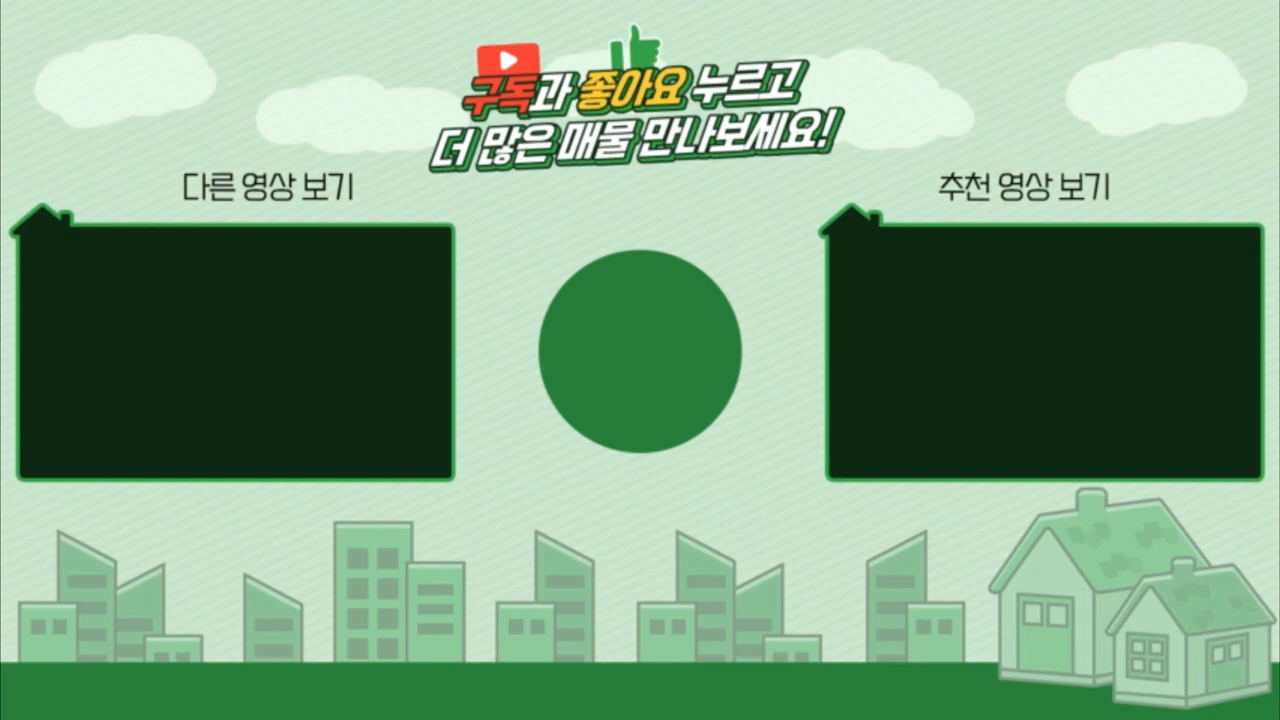 구독과 좋아요 누르고
더 많은 매물 만나보세요!
다른 영상 보기
추천 영상 보기